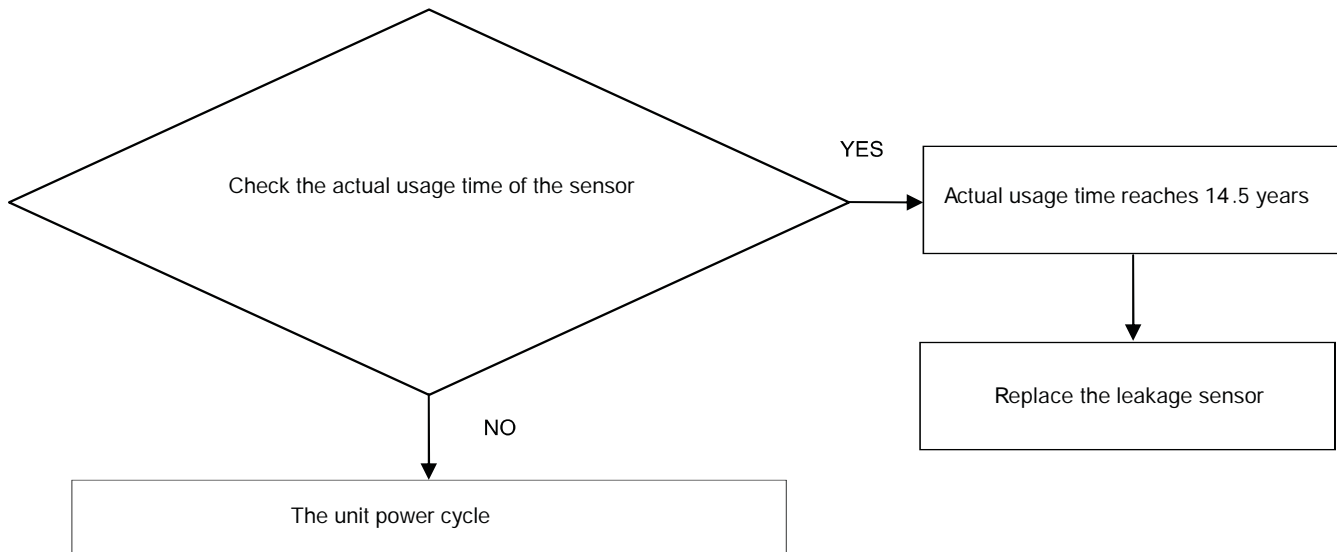 YES
Check the actual usage time of the sensor
Actual usage time reaches 14.5 years
Replace the leakage sensor
NO
The unit power cycle